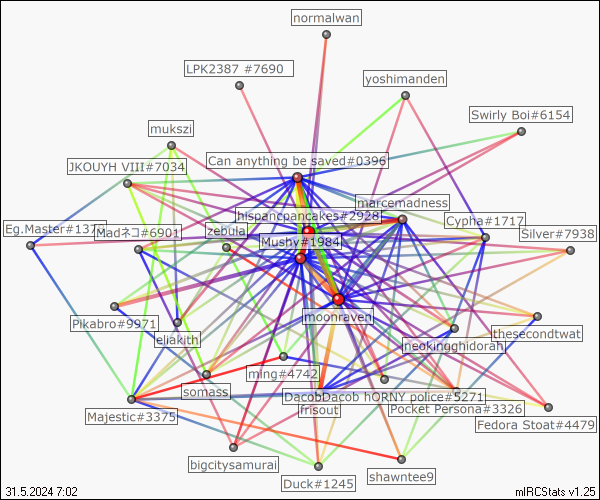 normalwan
LPK2387 #7690
yoshimanden
Swirly Boi#6154
mukszi
Can anything be saved#0396
JKOUYH VIII#7034
marcemadness
hispancpancakes#2928
Cypha#1717
Eg.Master#137
Madネコ#6901
zebula
Silver#7938
Mushy#1984
moonraven
Pikabro#9971
thesecondtwat
eliakith
neokingghidorah
ming#4742
somass
DacobDacob hORNY police#5271
frisout
Pocket Persona#3326
Majestic#3375
Fedora Stoat#4479
bigcitysamurai
Duck#1245
shawntee9
31.5.2024 7:02
mIRCStats v1.25